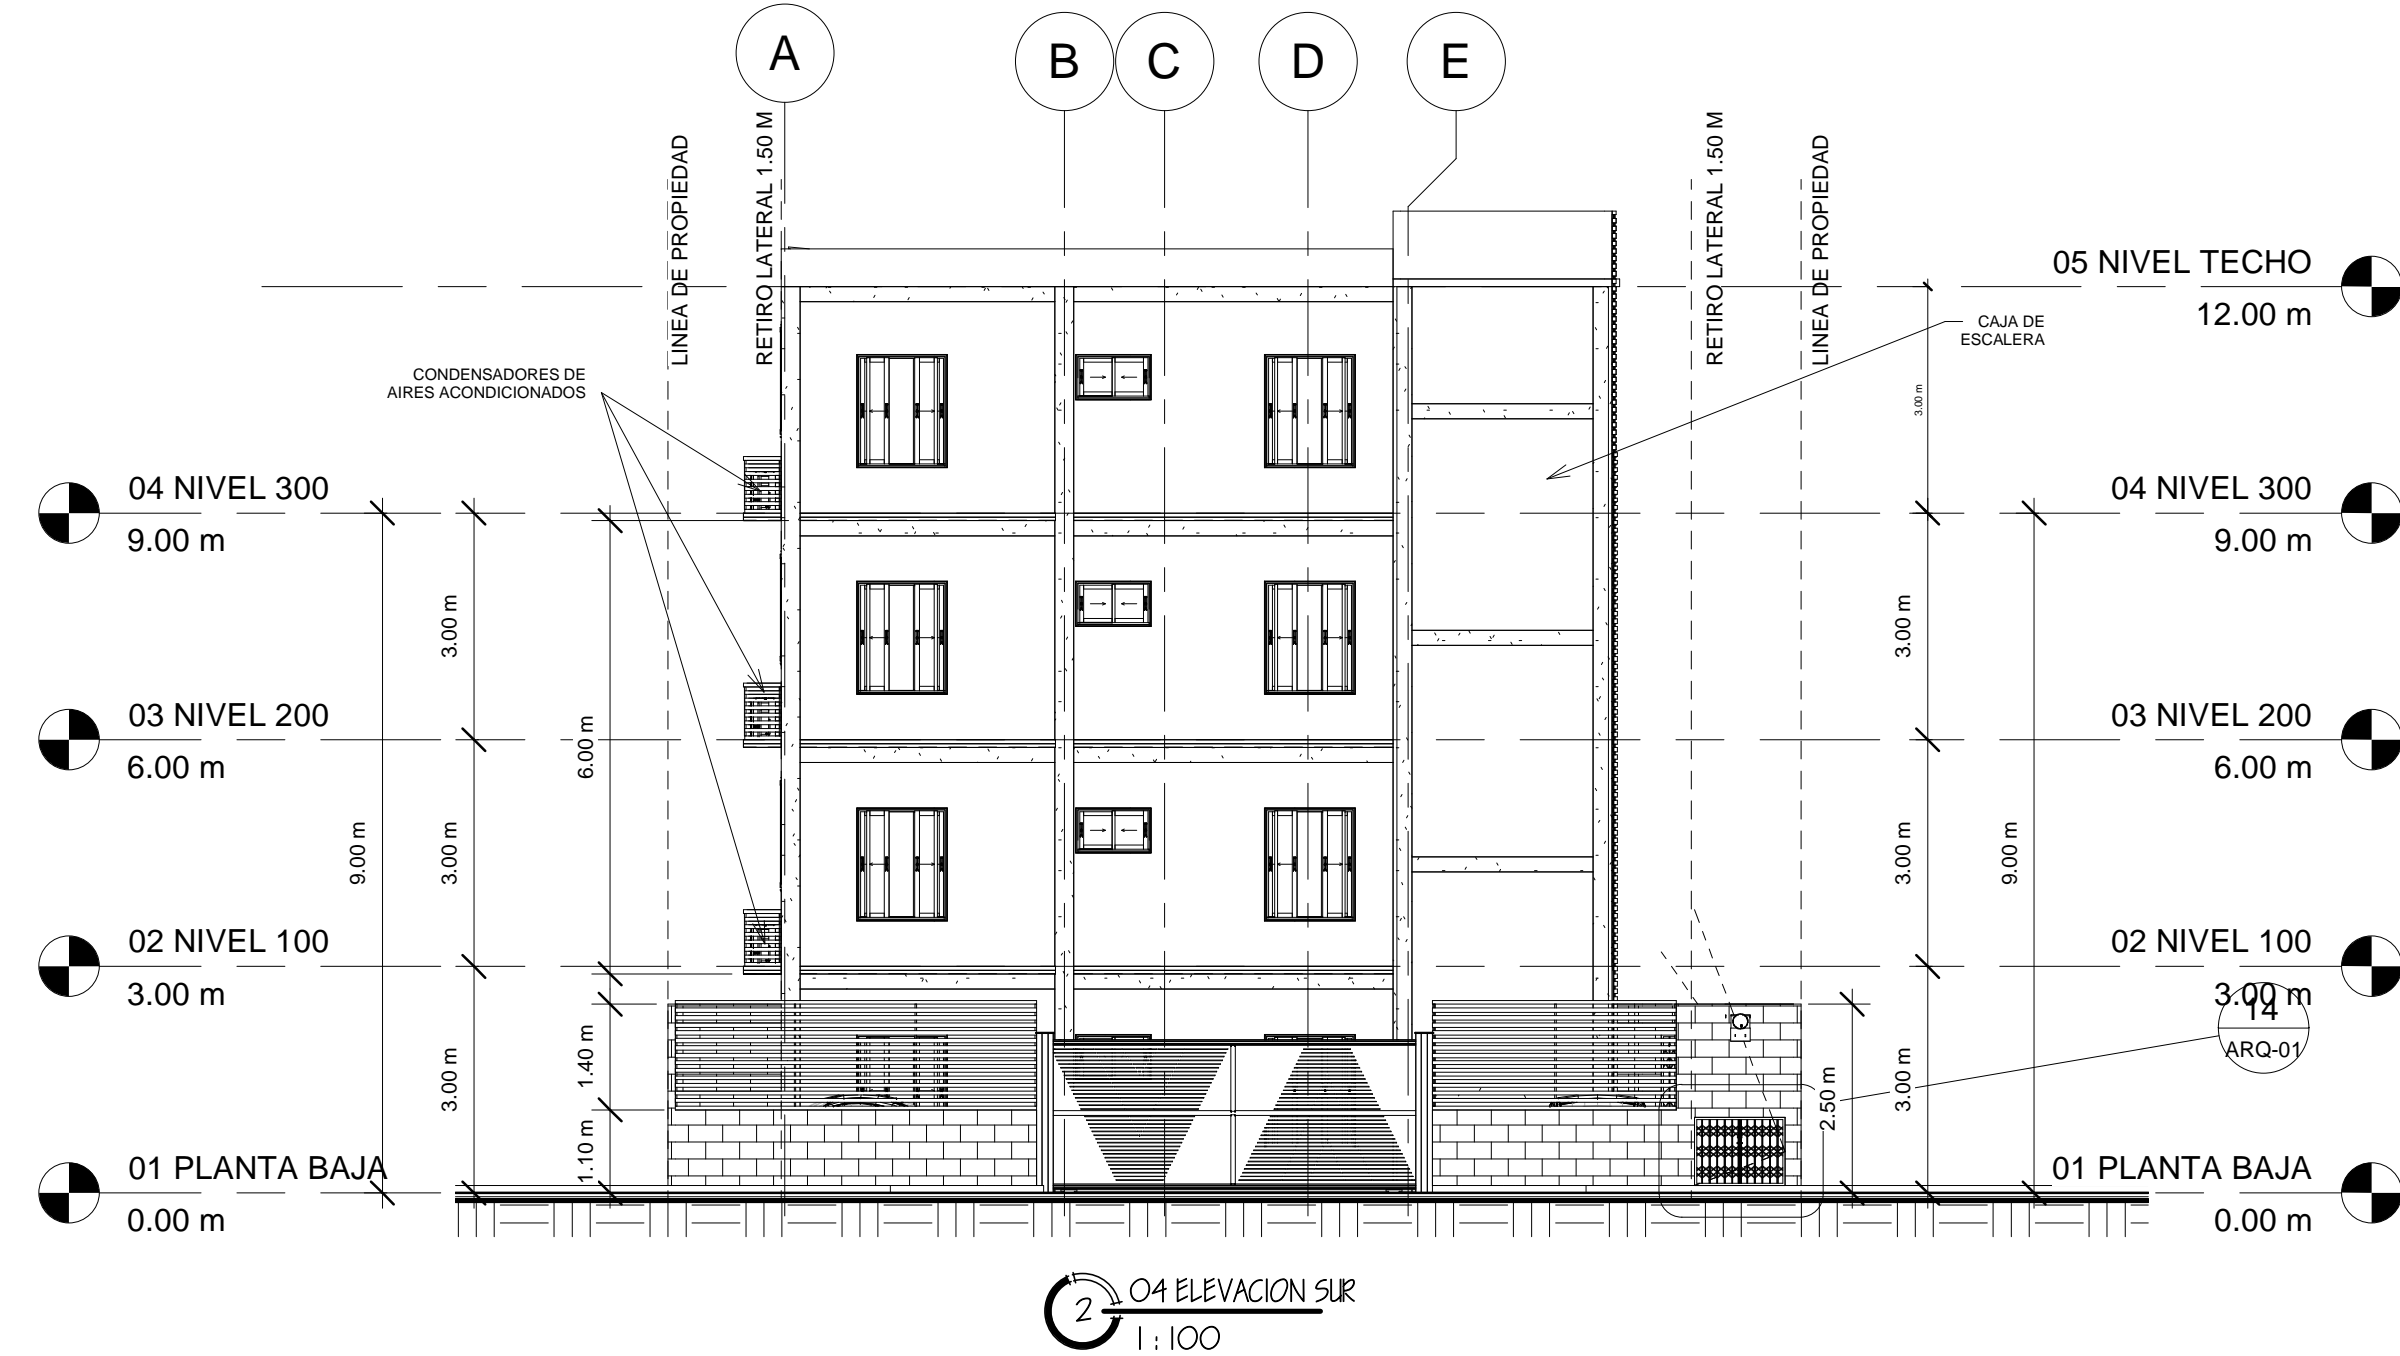 A
B
C
D
E
LINEA DE PROPIEDAD
RETIRO LATERAL 1.50 M
RETIRO LATERAL 1.50 M
LINEA DE PROPIEDAD
05 NIVEL TECHO
12.00 m
CAJA DE
ESCALERA
CONDENSADORES DE
AIRES ACONDICIONADOS
3.00 m
04 NIVEL 300
9.00 m
04 NIVEL 300
9.00 m
3.00 m
3.00 m
03 NIVEL 200
6.00 m
6.00 m
03 NIVEL 200
6.00 m
9.00 m
3.00 m
3.00 m
9.00 m
02 NIVEL 100
3.00 m
02 NIVEL 100
3.00 m
14
ARQ-01
3.00 m
1.40 m
1.10 m
2.50 m
3.00 m
01 PLANTA BAJA
0.00 m
01 PLANTA BAJA
0.00 m
2
04 ELEVACION SUR
1 : 100